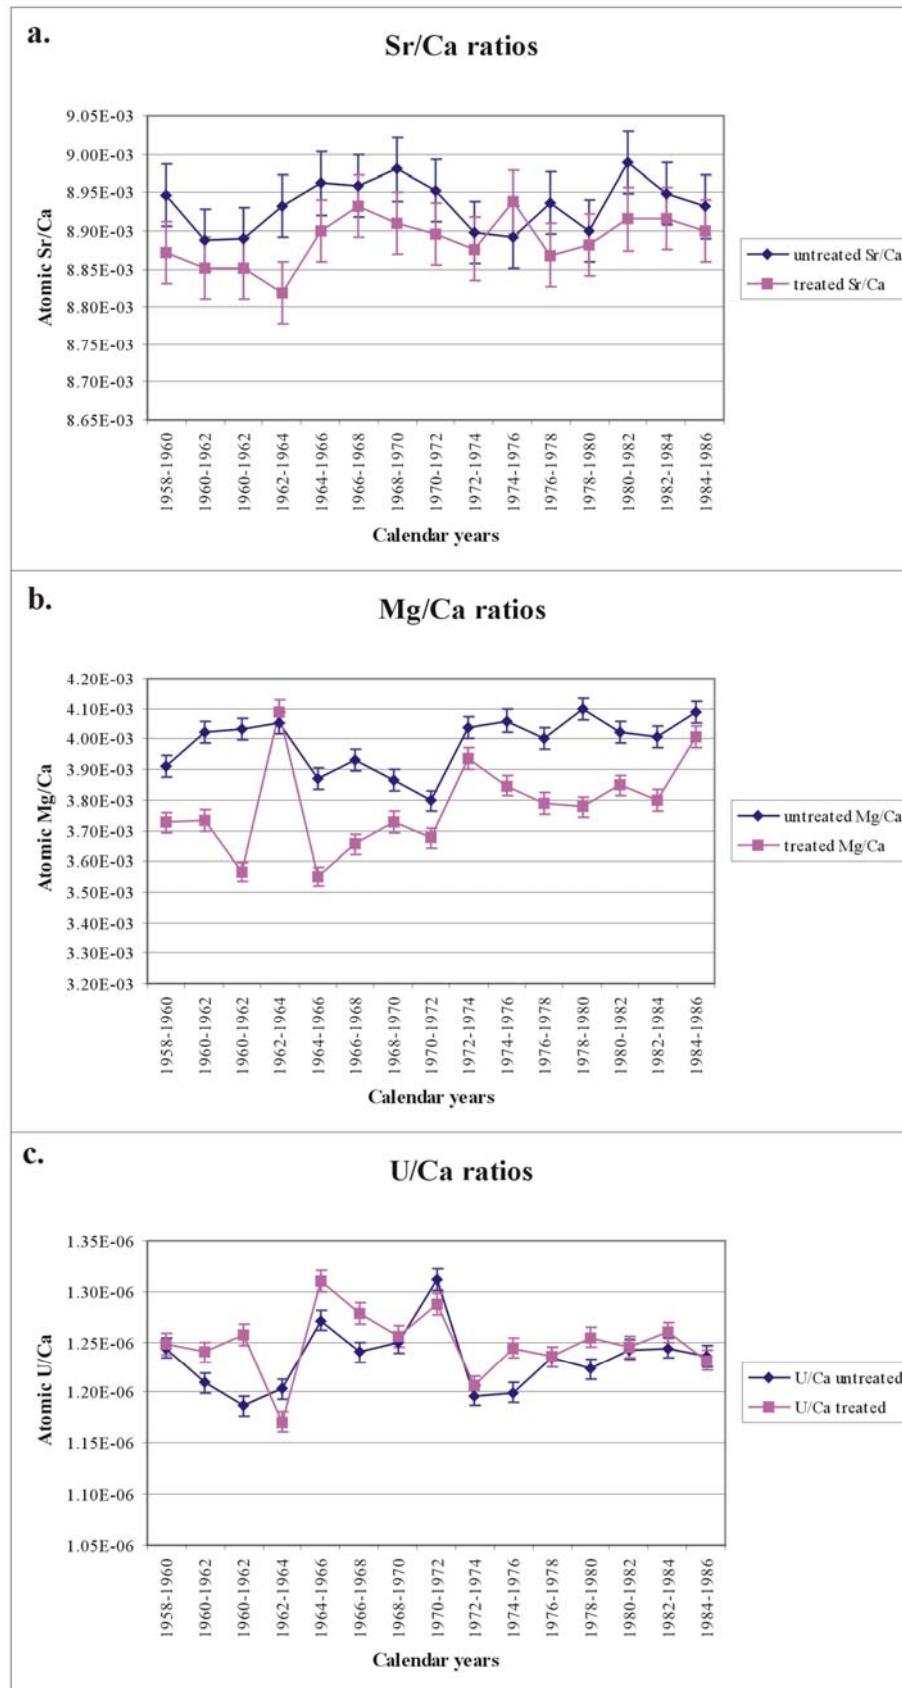 a.
Sr/Ca ratios
9.05E-03
9.00E-03
8.95E-03
8.90E-03
8.85E-03
8.80E-03
8.75E-03
8.70E-03
8.65E-03
Atomic Sr/Ca
untreated Sr/Ca
treated Sr/Ca
1958-1960
1960-1962
1960-1962
1962-1964
1964-1966
1966-1968
1968-1970
1970-1972
1972-1974
1974-1976
1976-1978
1978-1980
1980-1982
1982-1984
1984-1986
Calendar years
b.
Mg/Ca ratios
4.20E-03
4.10E-03
4.00E-03
3.90E-03
3.80E-03
3.70E-03
3.60E-03
3.50E-03
3.40E-03
3.30E-03
3.20E-03
Atomic Mg/Ca
untreated Mg/Ca
treated Mg/Ca
1958-1960
1960-1962
1960-1962
1962-1964
1964-1966
1966-1968
1968-1970
1970-1972
1972-1974
1974-1976
1976-1978
1978-1980
1980-1982
1982-1984
1984-1986
Calendar years
c.
U/Ca ratios
1.35E-06
1.30E-06
1.25E-06
1.20E-06
1.15E-06
1.10E-06
1.05E-06
Atomic U/Ca
U/Ca untreated
U/Ca treated
1958-1960
1960-1962
1960-1962
1962-1964
1964-1966
1966-1968
1968-1970
1970-1972
1972-1974
1974-1976
1976-1978
1978-1980
1980-1982
1982-1984
1984-1986
Calendar years